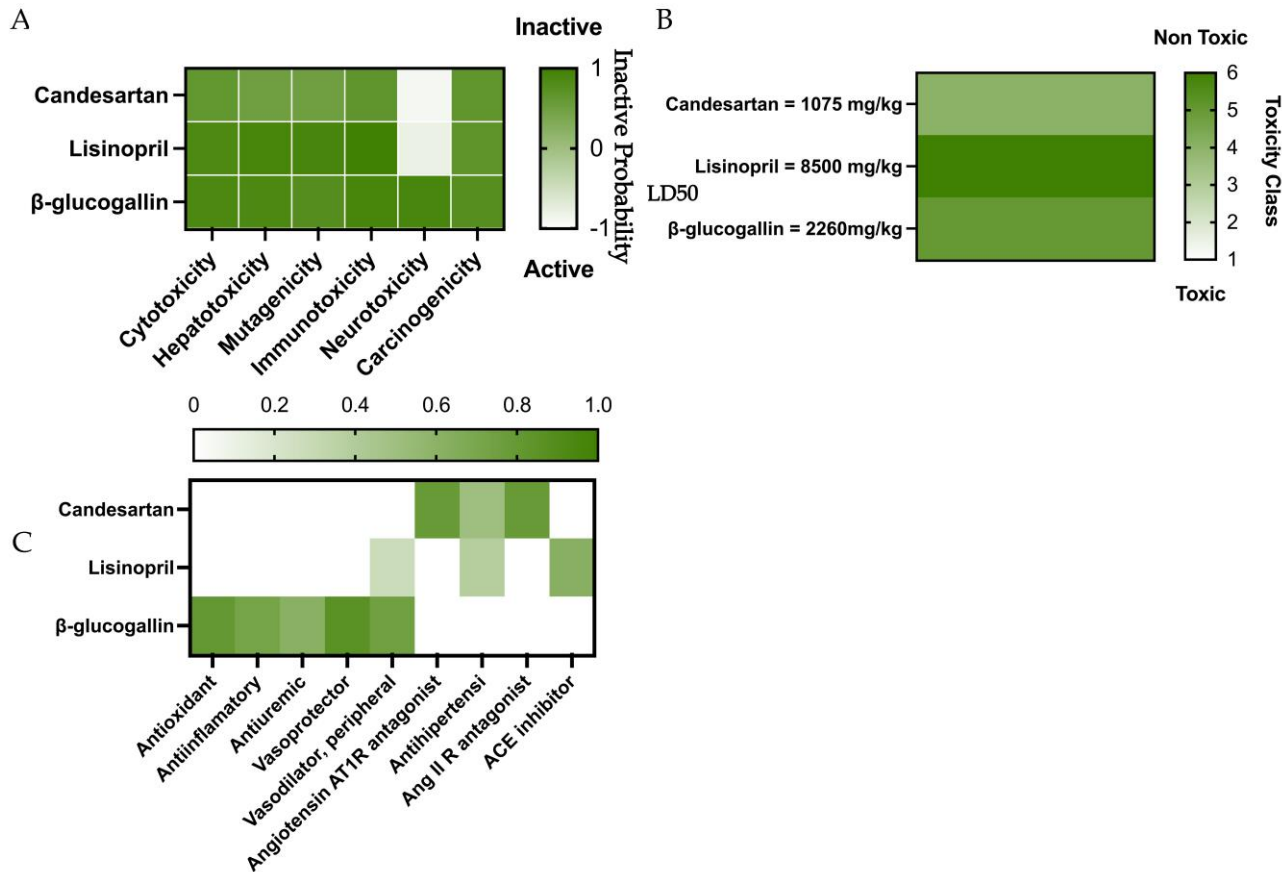 A
Inactive
Candesartan
Lisinopril
β-glucogallin
1
0
-1
Inactive Probability
Active
Cytotoxicity
Hepatotoxicity
Mutagenicity
Immunotoxicity
Neurotoxicity
Carcinogenicity
B
Non Toxic
Candesartan = 1075 mg/kg
Lisinopril = 8500 mg/kg
LD50
β-glucogallin = 2260mg/kg
6
5
4
3
2
1
Toxicity Class
Toxic
0 0.2 0.4 0.6 0.8 1.0
C
Candesartan
Lisinopril
β-glucogallin
Antioxidant
Antiinflamatory
Antiuremic
Vasoprotector
Vasodilator, peripheral
Angiotensin AT1R antagonist
Antihipertensi
Ang II R antagonist
ACE inhibitor